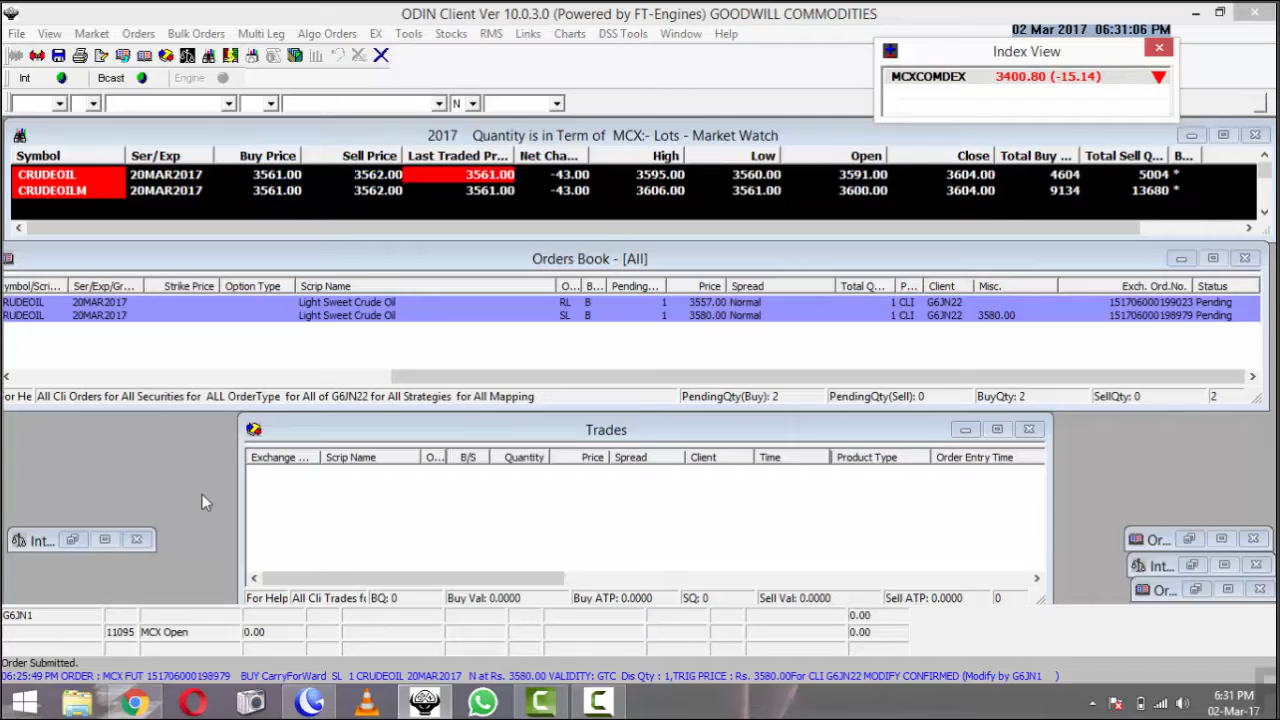 ODIN Client Ver 10.0.3.0 (Powered by FT-Engines) GOODWILL COMMODITIES
File View Market Orders Bulk Orders Multi Leg Algo Orders EX Tools Stocks RMS Links Charts DSS Tools Window Help
02 Mar 2017 06:31:06 PM
Index View
MCXCOMDEX 3400.80 (-15.14)
Int Bcast Engine
N
2017 Quantity is in Term of MCX:- Lots - Market Watch
Symbol Ser/Exp Buy Price Sell Price Last Traded Pr... Net Cha... High Low Open Close Total Buy ... Total Sell Q... B...
CRUDEOIL 20MAR2017 3561.00 3562.00 3561.00 -43.00 3595.00 3560.00 3591.00 3604.00 4604 5004 *
CRUDEOILM 20MAR2017 3561.00 3562.00 3561.00 -43.00 3606.00 3561.00 3600.00 3604.00 9134 13680 *
Orders Book - [All]
ymbol/Scri... Ser/Exp/Gr... Strike Price Option Type Scrip Name O... B... Pending... Price Spread Total Q... P... Client Misc. Exch. Ord.No. Status
RUDEOIL 20MAR2017 Light Sweet Crude Oil RL B 1 3557.00 Normal 1 CLI G6JN22 151706000199023 Pending
RUDEOIL 20MAR2017 Light Sweet Crude Oil SL B 1 3580.00 Normal 1 CLI G6JN22 3580.00 151706000198979 Pending
or He All Cli Orders for All Securities for ALL OrderType for All of G6JN22 for All Strategies for All Mapping PendingQty(Buy): 2 PendingQty(Sell): 0 BuyQty: 2 SellQty: 0 2
Trades
Exchange ... Scrip Name O... B/S Quantity Price Spread Client Time Product Type Order Entry Time
Int...
Or...
Int...
Or...
For Help All Cli Trades f BQ: 0 Buy Val: 0.0000 Buy ATP: 0.0000 SQ: 0 Sell Val: 0.0000 Sell ATP: 0.0000 0
G6JN1 0.00
11095 MCX Open 0.00 0.00
Order Submitted.
06:25:49 PM ORDER : MCX FUT 151706000198979 BUY CarryForWard SL 1 CRUDEOIL 20MAR2017 N at Rs. 3580.00 VALIDITY: GTC Dis Qty : 1,TRIG PRICE : Rs. 3580.00For CLI G6JN22 MODIFY CONFIRMED (Modify by G6JN1 )
6:31 PM
02-Mar-17